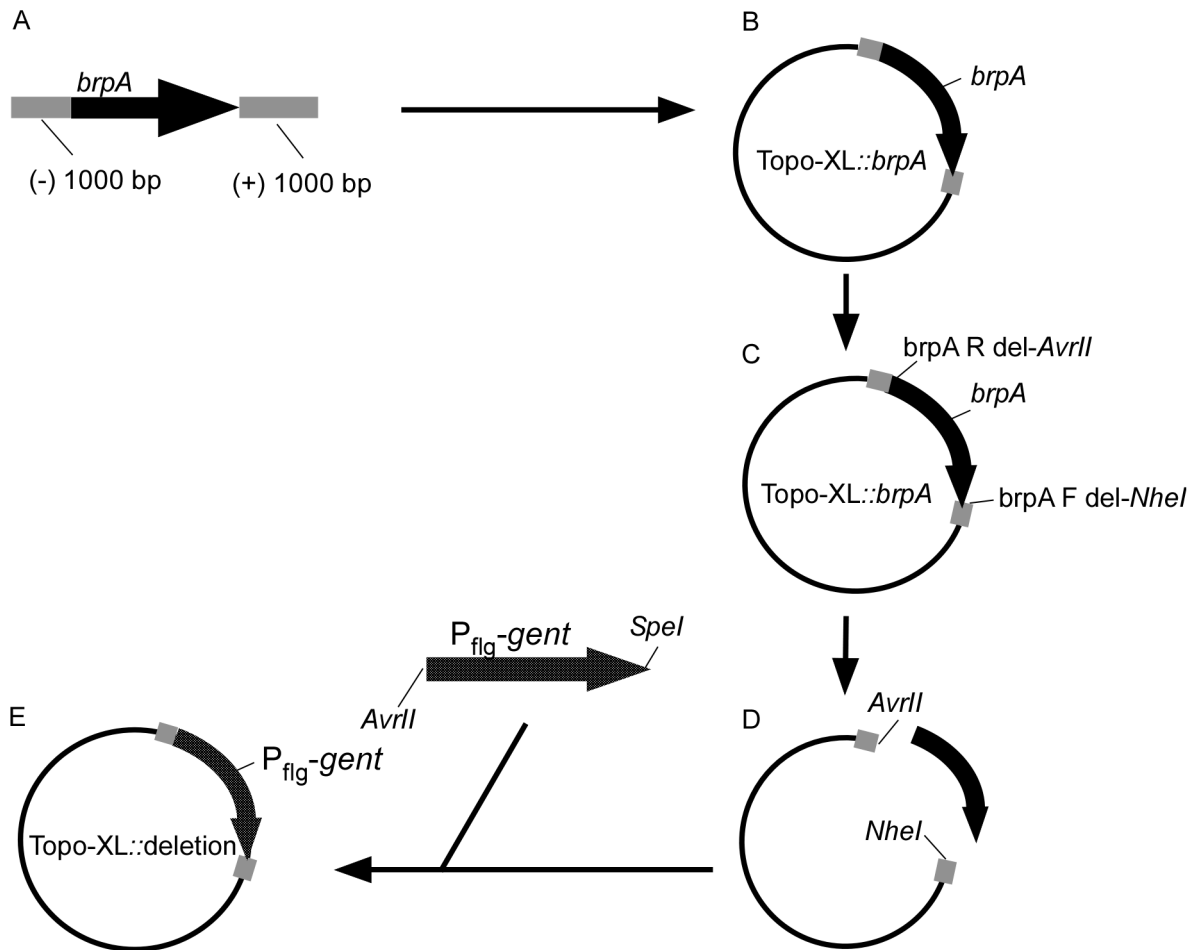 A
brpA
(-) 1000 bp
(+) 1000 bp
B
brpA
Topo-XL::brpA
C
brpA R del-AvrII
brpA
Topo-XL::brpA
brpA F del-NheI
Pflg-gent
SpeI
AvrII
D
AvrII
NheI
E
Pflg-gent
Topo-XL::deletion